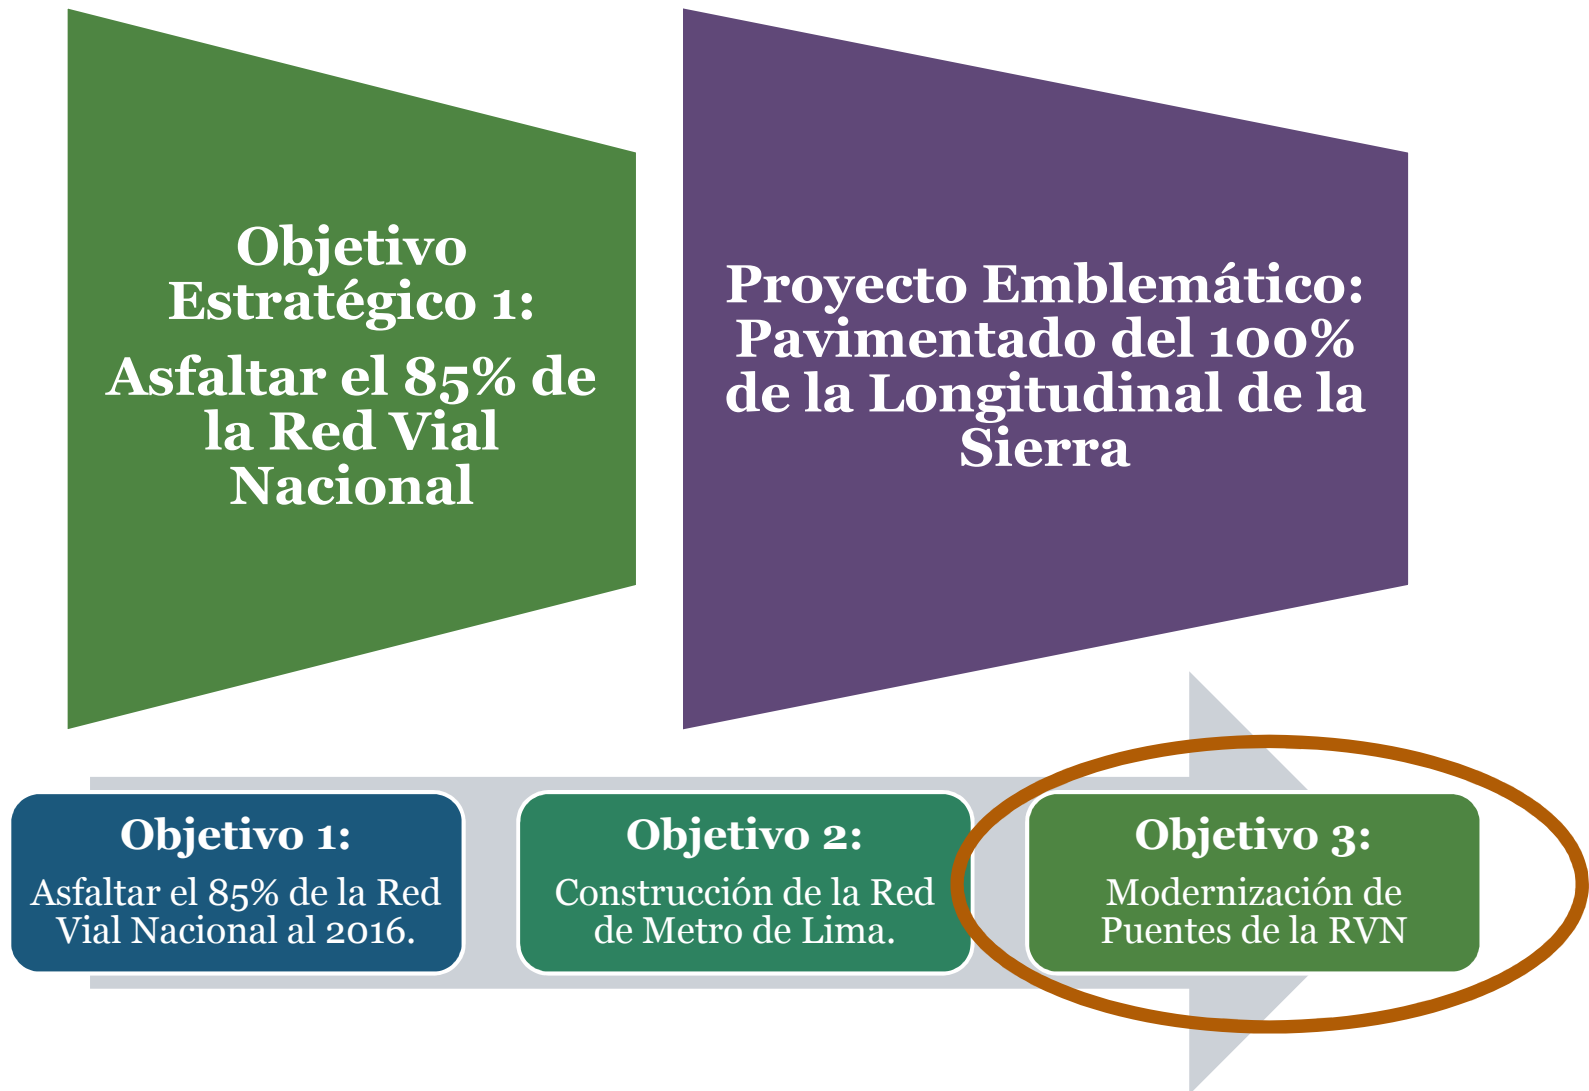 Objetivo
Estratégico 1:
Asfaltar el 85% de
la Red Vial
Nacional
Proyecto Emblemático:
Pavimentado del 100%
de la Longitudinal de la
Sierra
Objetivo 1:
Asfaltar el 85% de la Red
Vial Nacional al 2016.
Objetivo 2:
Construcción de la Red
de Metro de Lima.
Objetivo 3:
Modernización de
Puentes de la RVN